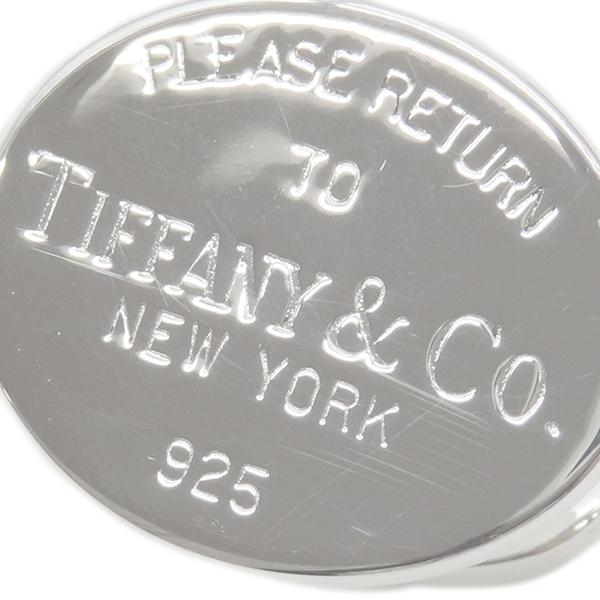 PLEASE RETURN
TO
TIFFANY & CO.
NEW YORK
925